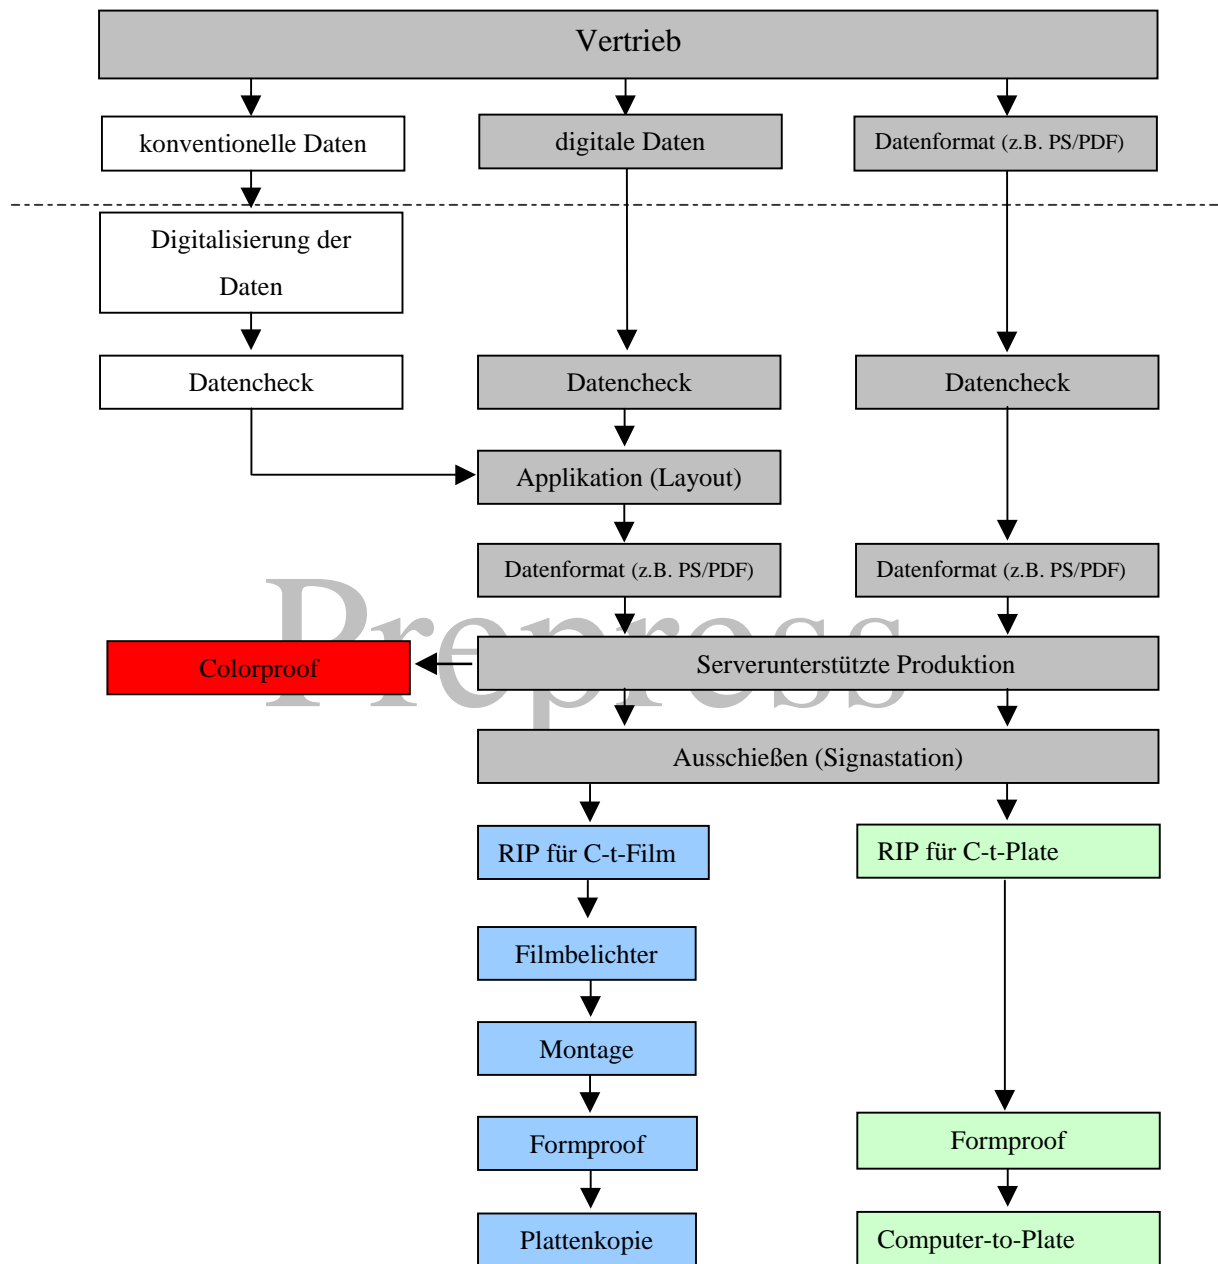 Vertrieb
konventionelle Daten
digitale Daten
Datenformat (z.B. PS/PDF)
Digitalisierung der
Daten
Datencheck
Datencheck
Datencheck
Applikation (Layout)
Datenformat (z.B. PS/PDF)
Datenformat (z.B. PS/PDF)
Prepress
Colorproof
Serverunterstützte Produktion
Ausschießen (Signastation)
RIP für C-t-Film
RIP für C-t-Plate
Filmbelichter
Montage
Formproof
Formproof
Plattenkopie
Computer-to-Plate